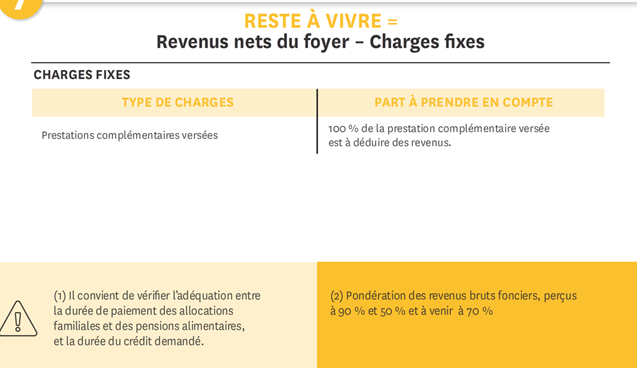 RESTE À VIVRE =
Revenus nets du foyer – Charges fixes
CHARGES FIXES
TYPE DE CHARGES
PART À PRENDRE EN COMPTE
Prestations complémentaires versées
100 % de la prestation complémentaire versée
est à déduire des revenus.
(1) Il convient de vérifier l'adéquation entre
la durée de paiement des allocations
familiales et des pensions alimentaires,
et la durée du crédit demandé.
(2) Pondération des revenus bruts fonciers, perçus
à 90 % et 50 % et à venir à 70 %